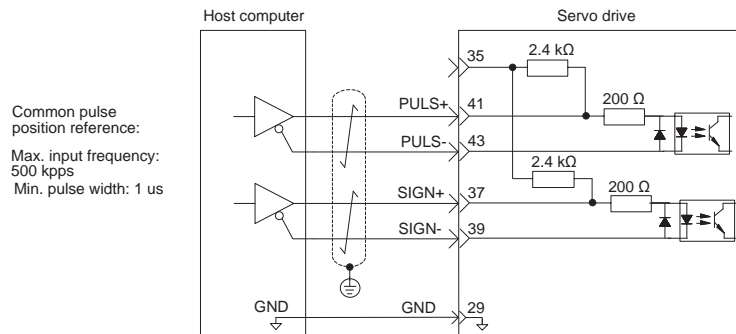 Host computer
Servo drive
35
2.4 kΩ
Common pulse
position reference:
Max. input frequency:
500 kpps
Min. pulse width: 1 us
PULS+
41
200 Ω
PULS-
43
2.4 kΩ
SIGN+
37
200 Ω
SIGN-
39
GND
GND
29